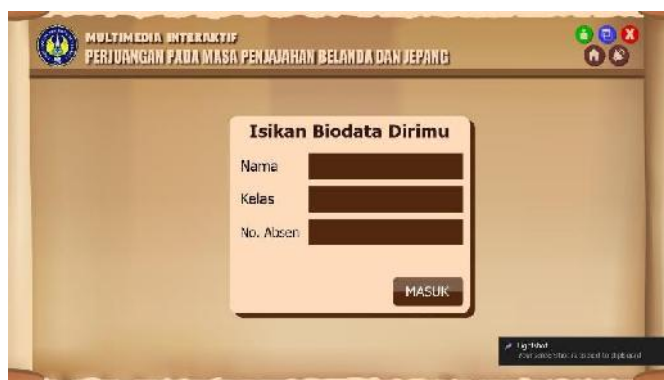 MULTIMEDIA INTERAKTIF
PERJUANGAN PADA MASA PENJAJAHAN BELANDA DAN JEPANG
Isikan Biodata Dirimu
Nama
Kelas
No. Absen
MASUK
Lightshot